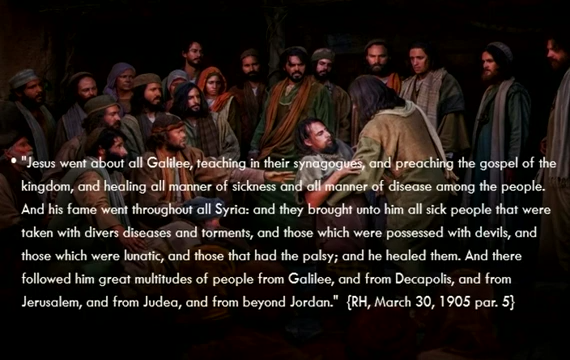 • "Jesus went about all Galilee, teaching in their synagogues, and preaching the gospel of the
kingdom, and healing all manner of sickness and all manner of disease among the people.
And his fame went throughout all Syria: and they brought unto him all sick people that were
taken with divers diseases and torments, and those which were possessed with devils, and
those which were lunatic, and those that had the palsy; and he healed them. And there
followed him great multitudes of people from Galilee, and from Decapolis, and from
Jerusalem, and from Judea, and from beyond Jordan." {RH, March 30, 1905 par. 5}